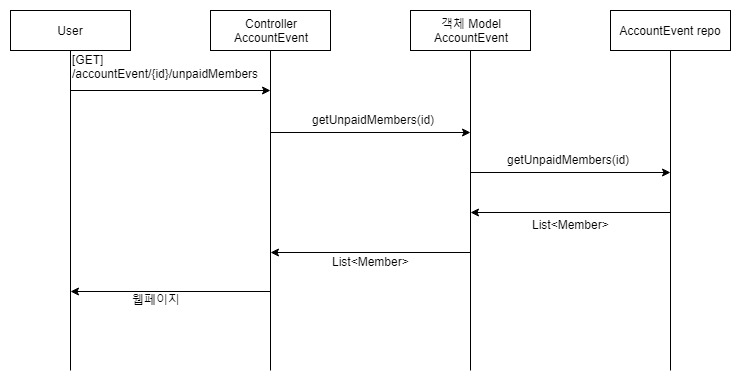 User
Controller
AccountEvent
객체 Model
AccountEvent
AccountEvent repo
[GET]
/accountEvent/{id}/unpaidMembers
getUnpaidMembers(id)
getUnpaidMembers(id)
List<Member>
List<Member>
웹페이지